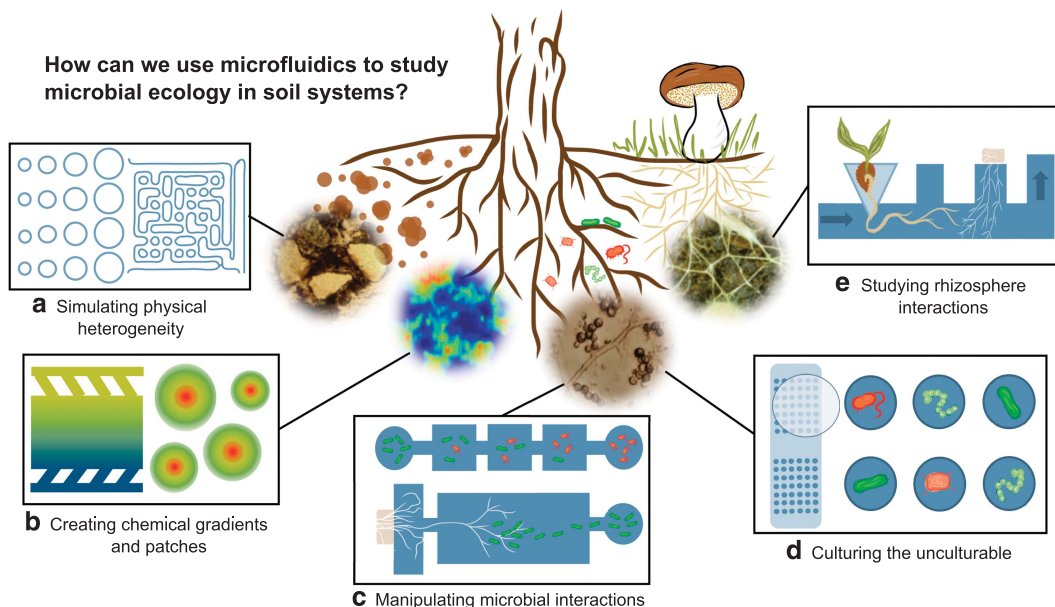 How can we use microfluidics to study
microbial ecology in soil systems?
a Simulating physical
heterogeneity
b Creating chemical gradients
and patches
c Manipulating microbial interactions
d Culturing the unculturable
e Studying rhizosphere
interactions